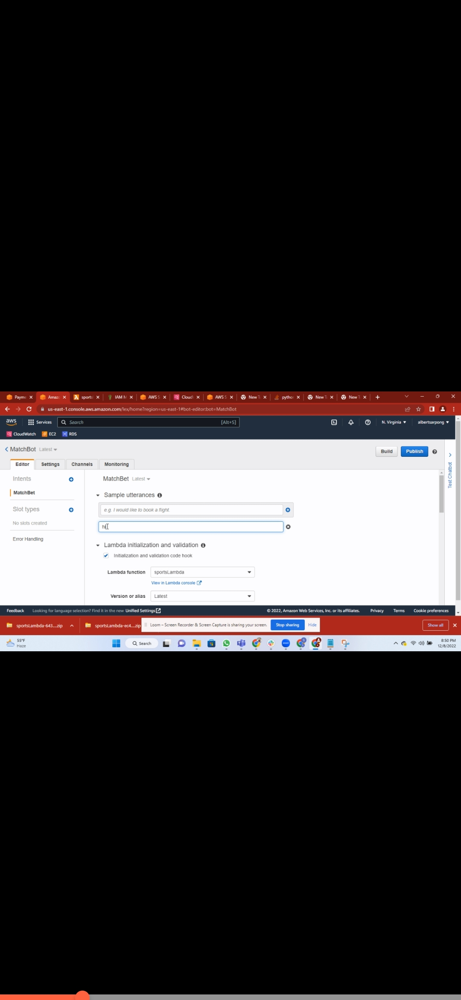 Payme
Amazo
sports
IAM M
AWS S
Cloud
AWS S
New T
python
New T
New T
us-east-1.console.aws.amazon.com/lex/home?region=us-east-1#bot-editor:bot=MatchBot
aws Services Search [Alt+S] N. Virginia albertsarpong
CloudWatch EC2 RDS
MatchBot Latest Build Publish
Editor Settings Channels Monitoring
Test Chatbot
Intents
MatchBet
Slot types
No slots created
Error Handling
MatchBet Latest
Sample utterances
e.g. I would like to book a flight.
hi
Lambda initialization and validation
Initialization and validation code hook
Lambda function sportsLambda
View in Lambda console
Version or alias Latest
Feedback Looking for language selection? Find it in the new Unified Settings © 2022, Amazon Web Services, Inc. or its affiliates. Privacy Terms Cookie preferences
sportsLambda-643....zip sportsLambda-ec4....zip Loom – Screen Recorder & Screen Capture is sharing your screen. Stop sharing Hide Show all
55°F
Haze
Search
zoom
8:50 PM
12/8/2022